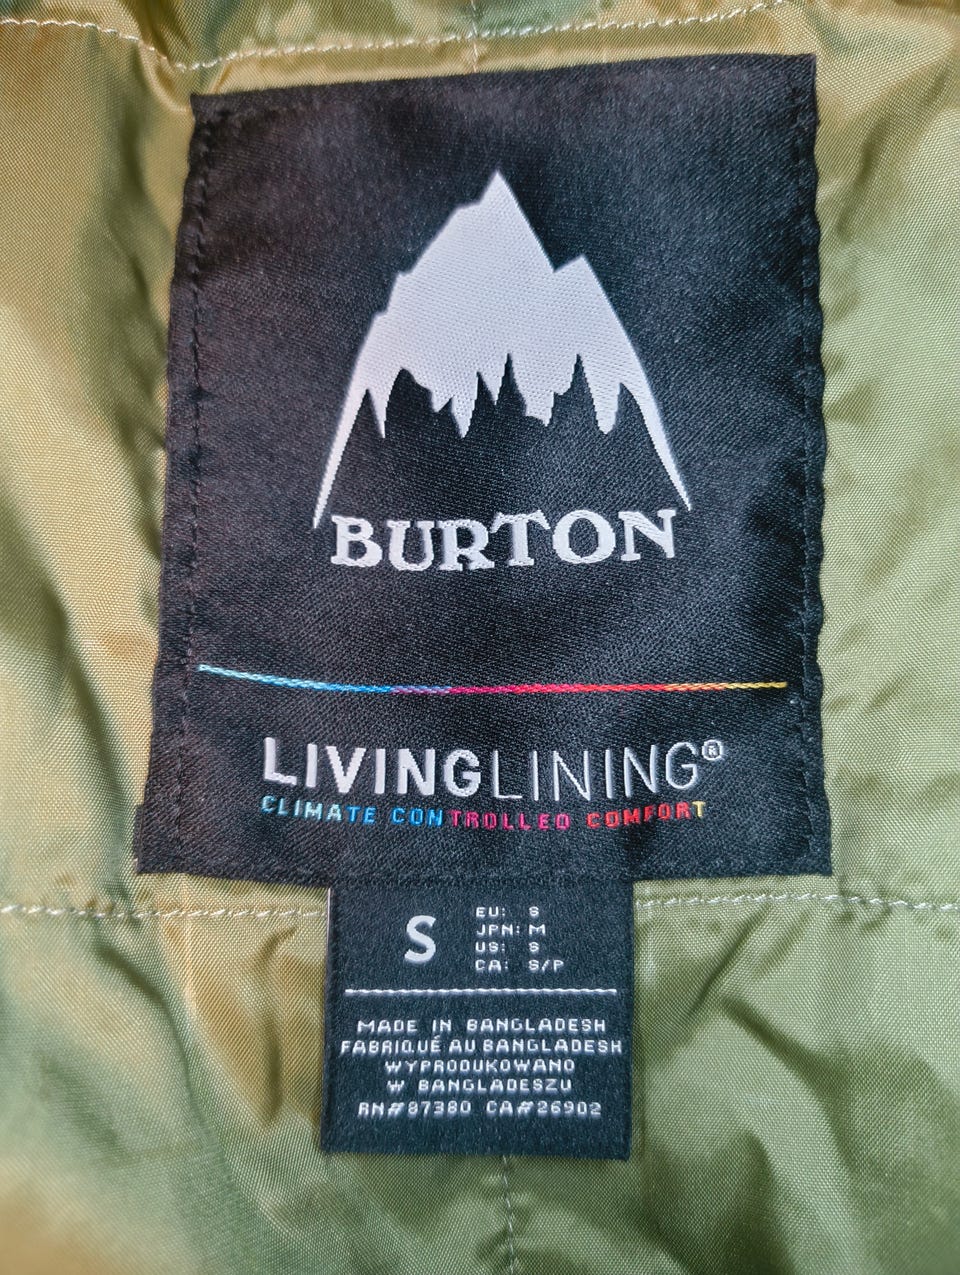 BURTON
LIVINGLINING®
CLIMATE CONTROLLED COMFORT
S
EU: S
JPN: M
US: S
CA: S/P
MADE IN BANGLADESH
FABRIQUÉ AU BANGLADESH
WYPRODUKOWANO
W BANGLADESZU
RN#87380 CA#26902